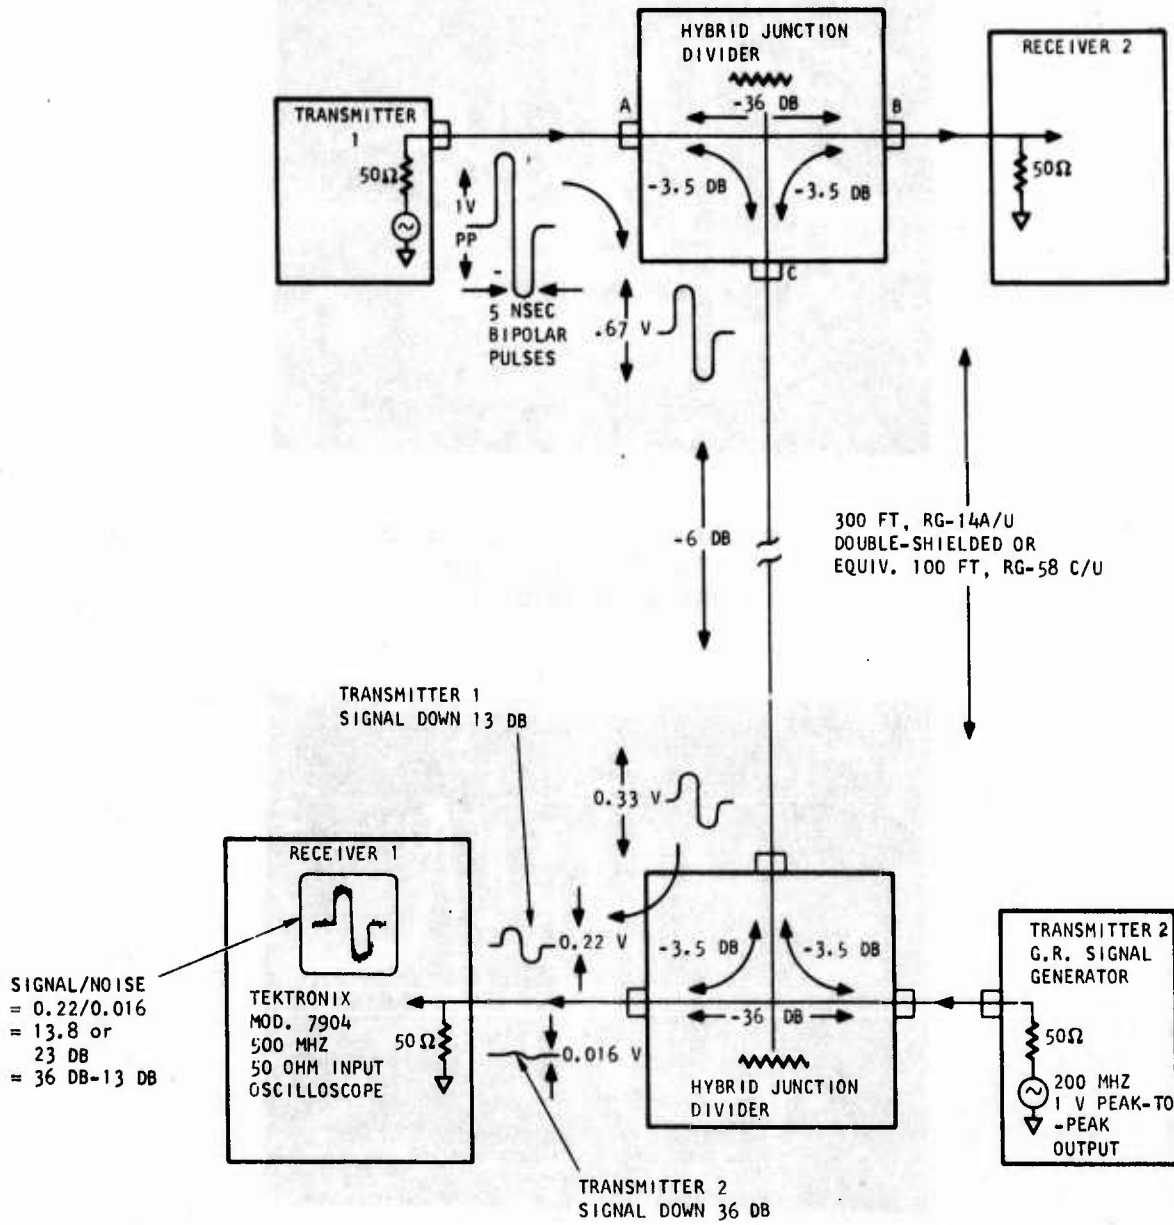 HYBRID JUNCTION
DIVIDER
-36 DB
A
B
C
-3.5 DB
-3.5 DB
RECEIVER 2
50Ω
TRANSMITTER
1
50Ω
1V
PP
5 NSEC
BIPOLAR
PULSES
.67 V
-6 DB
300 FT, RG-14A/U
DOUBLE-SHIELDED OR
EQUIV. 100 FT, RG-58 C/U
TRANSMITTER 1
SIGNAL DOWN 13 DB
0.33 V
RECEIVER 1
TEKTRONIX
MOD. 7904
500 MHZ
50 OHM INPUT
OSCILLOSCOPE
50Ω
SIGNAL/NOISE
= 0.22/0.016
= 13.8 or
23 DB
= 36 DB-13 DB
0.22 V
0.016 V
-3.5 DB
-3.5 DB
-36 DB
HYBRID JUNCTION
DIVIDER
TRANSMITTER 2
G.R. SIGNAL
GENERATOR
50Ω
200 MHZ
1 V PEAK-TO
-PEAK
OUTPUT
TRANSMITTER 2
SIGNAL DOWN 36 DB